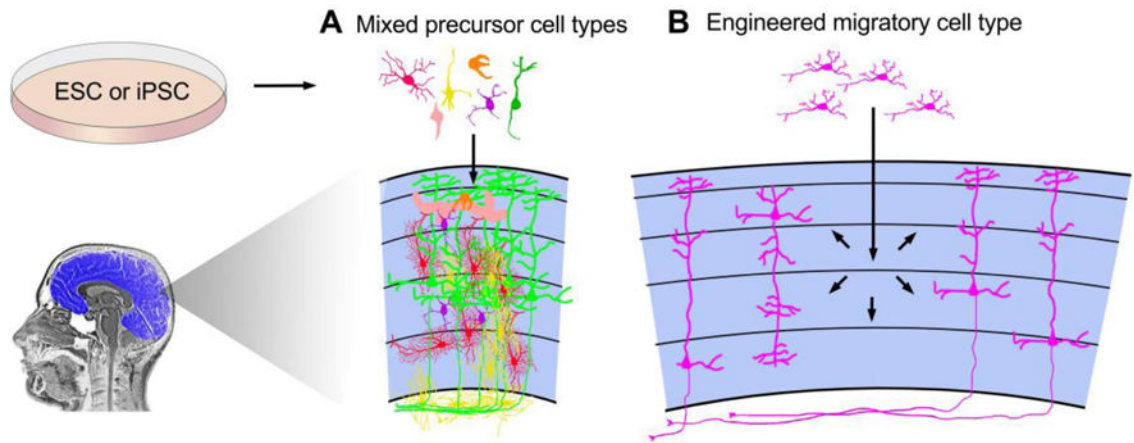 A Mixed precursor cell types
B Engineered migratory cell type
ESC or iPSC